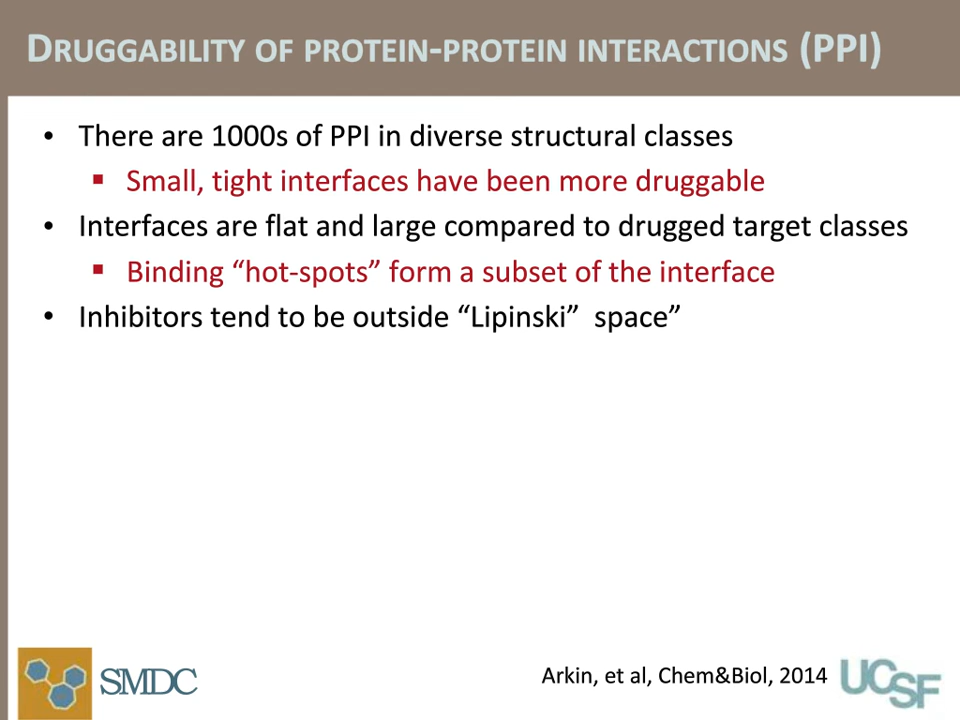 DRUGGABILITY OF PROTEIN-PROTEIN INTERACTIONS (PPI)
• There are 1000s of PPI in diverse structural classes
▪ Small, tight interfaces have been more druggable
• Interfaces are flat and large compared to drugged target classes
▪ Binding “hot-spots” form a subset of the interface
• Inhibitors tend to be outside “Lipinski” space”
SMDC
Arkin, et al, Chem&Biol, 2014
UCSF